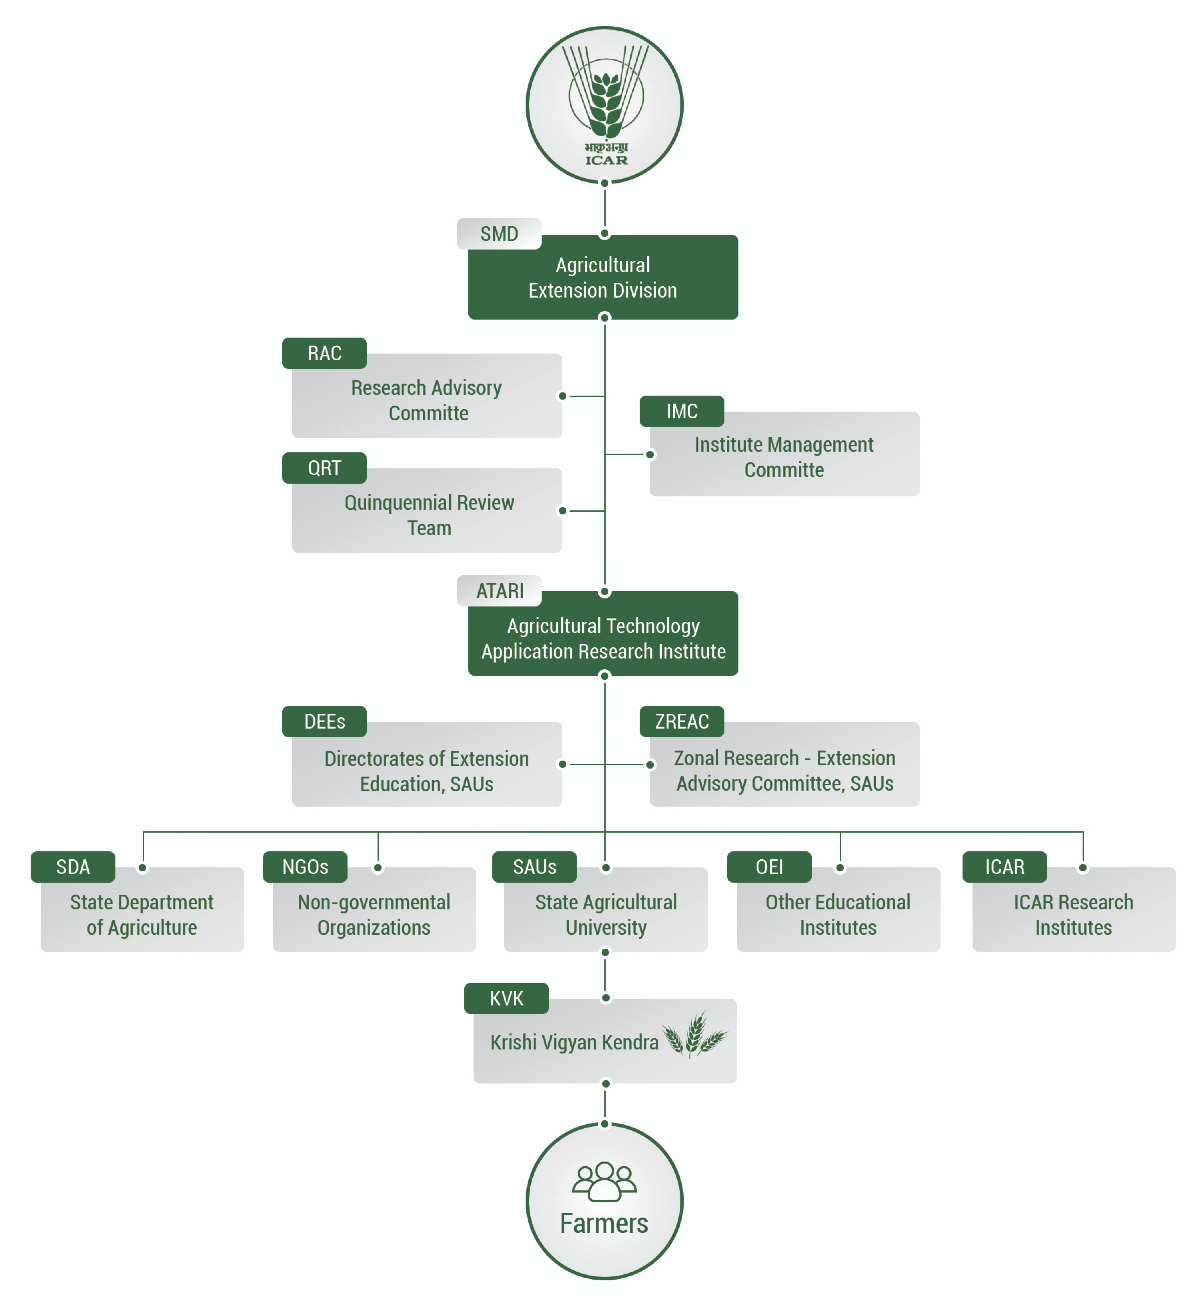 भाकृअनुप
ICAR
SMD
Agricultural
Extension Division
RAC
Research Advisory
Committe
IMC
Institute Management
Committe
QRT
Quinquennial Review
Team
ATARI
Agricultural Technology
Application Research Institute
DEEs
Directorates of Extension
Education, SAUs
ZREAC
Zonal Research - Extension
Advisory Committee, SAUs
SDA
State Department
of Agriculture
NGOs
Non-governmental
Organizations
SAUs
State Agricultural
University
OEI
Other Educational
Institutes
ICAR
ICAR Research
Institutes
KVK
Krishi Vigyan Kendra
Farmers